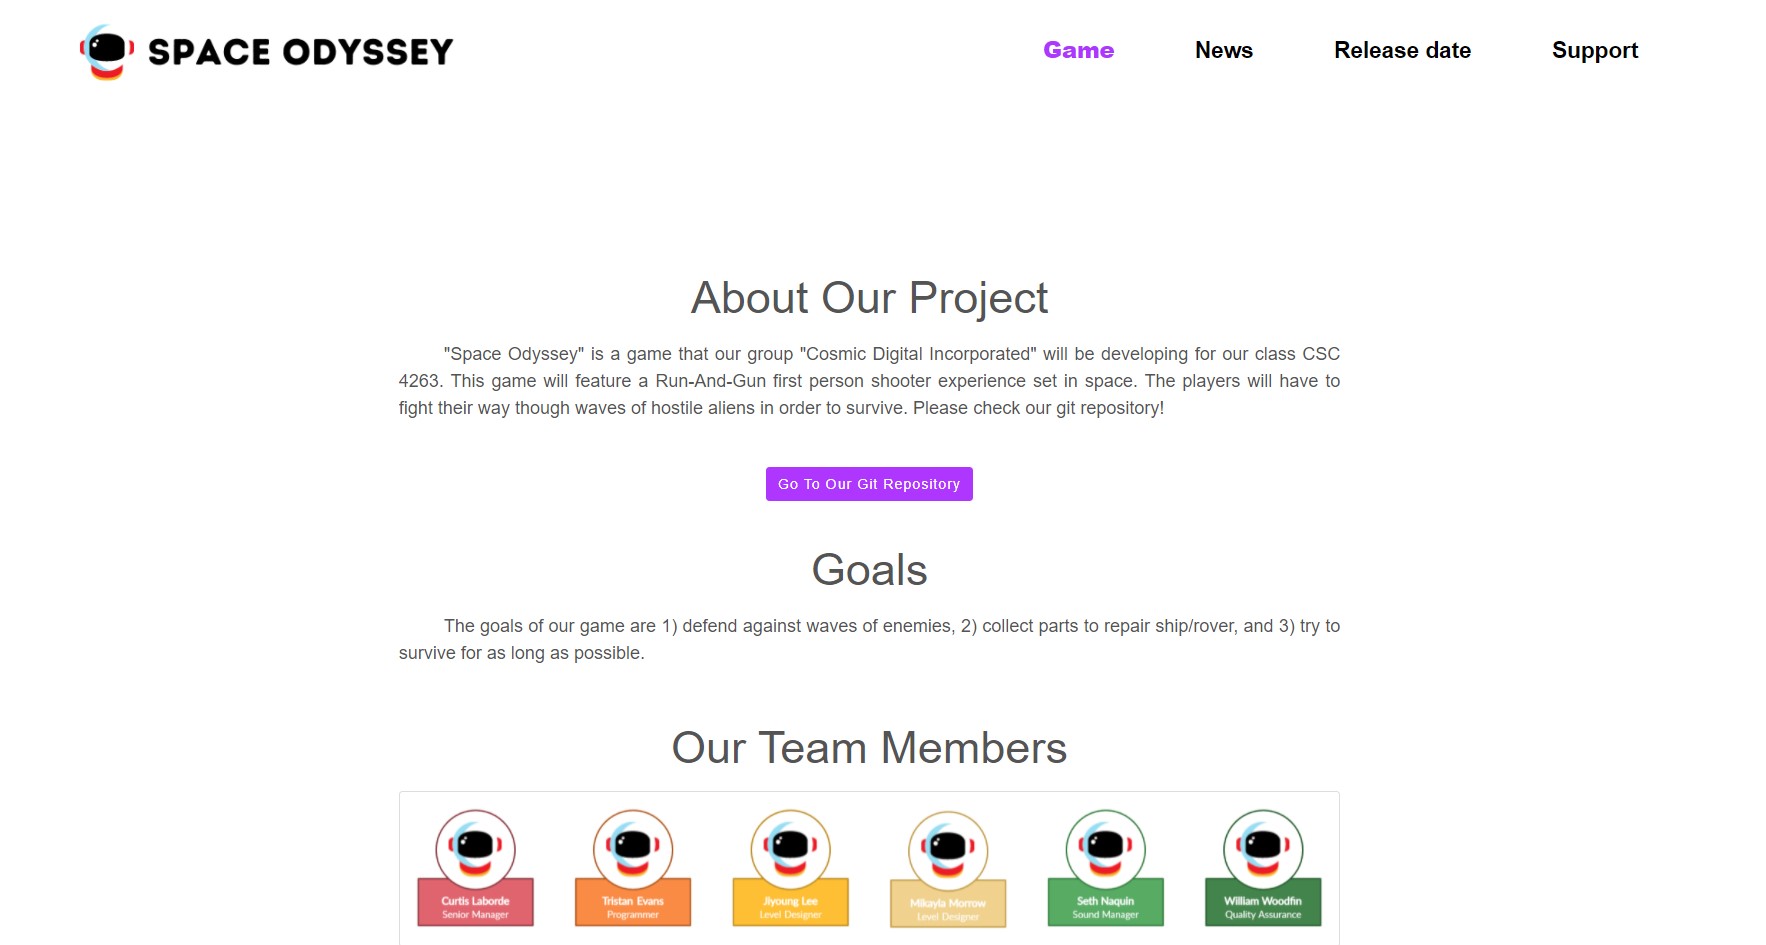 SPACE ODYSSEY
Game
News
Release date
Support
About Our Project
"Space Odyssey" is a game that our group "Cosmic Digital Incorporated" will be developing for our class CSC
4263. This game will feature a Run-And-Gun first person shooter experience set in space. The players will have to
fight their way though waves of hostile aliens in order to survive. Please check our git repository!
Go To Our Git Repository
Goals
The goals of our game are 1) defend against waves of enemies, 2) collect parts to repair ship/rover, and 3) try to
survive for as long as possible.
Our Team Members
Curtis Laborde
Senior Manager
Tristan Evans
Programmer
Jiyoung Lee
Level Designer
Mikayla Morrow
Level Designer
Seth Naquin
Sound Manager
William Woodfin
Quality Assurance